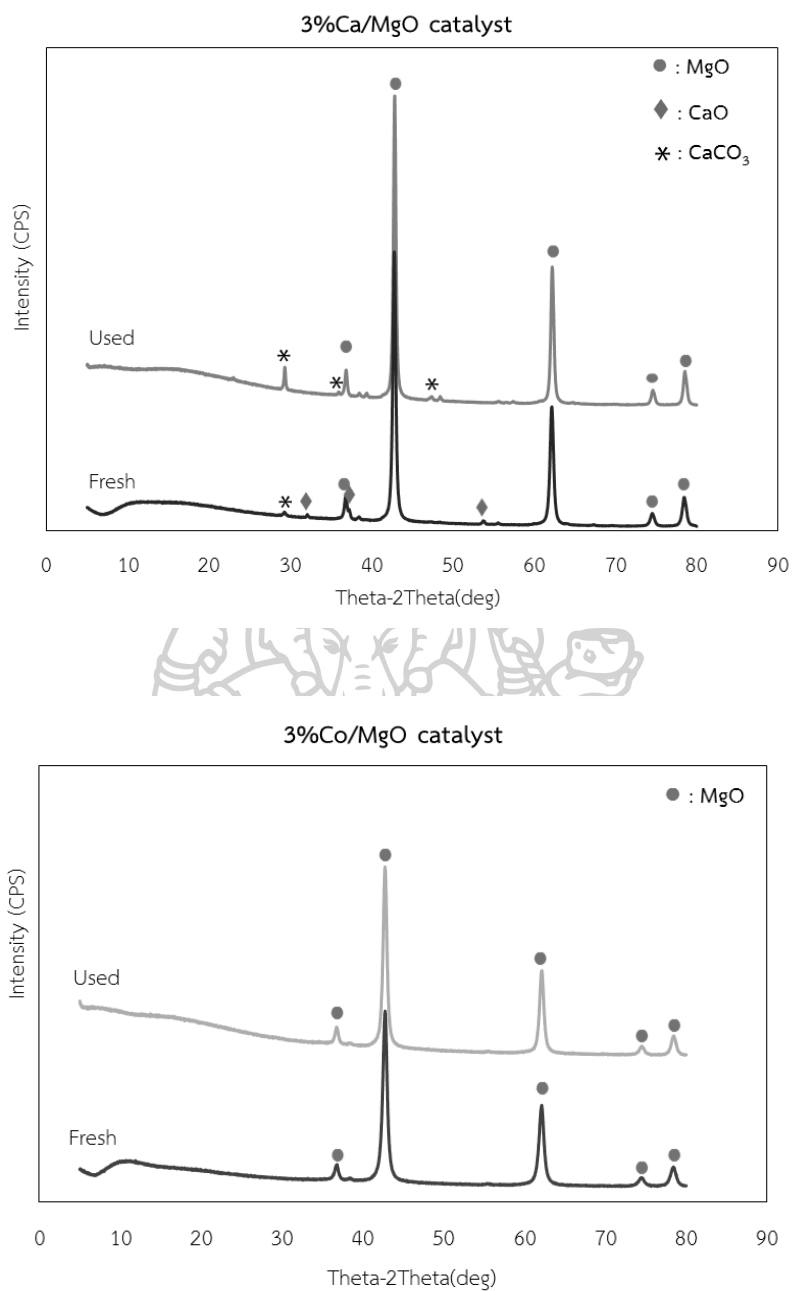 3%Ca/MgO catalyst
: MgO
: CaO
* : CaCO₃
Intensity (CPS)
Used
*
*
*
Fresh
*
0 10 20 30 40 50 60 70 80 90
Theta-2Theta(deg)
3%Co/MgO catalyst
: MgO
Intensity (CPS)
Used
Fresh
0 10 20 30 40 50 60 70 80 90
Theta-2Theta(deg)